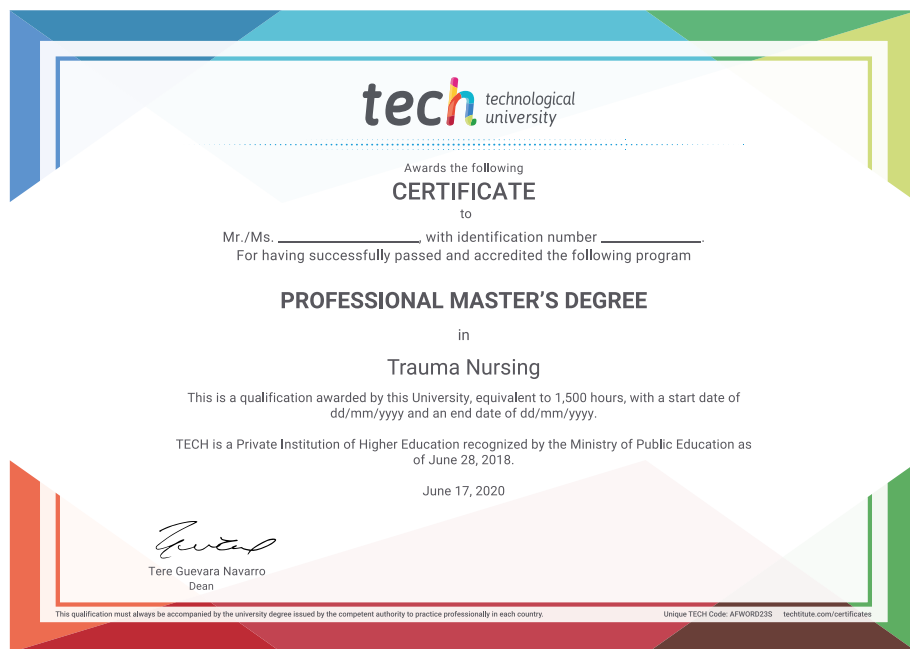 tech technological
university
Awards the following
CERTIFICATE
to
Mr./Ms. ____________, with identification number ____________.
For having successfully passed and accredited the following program
PROFESSIONAL MASTER'S DEGREE
in
Trauma Nursing
This is a qualification awarded by this University, equivalent to 1,500 hours, with a start date of
dd/mm/yyyy and an end date of dd/mm/yyyy.
TECH is a Private Institution of Higher Education recognized by the Ministry of Public Education as
of June 28, 2018.
June 17, 2020
Tere Guevara Navarro
Dean
This qualification must always be accompanied by the university degree issued by the competent authority to practice professionally in each country. Unique TECH Code: AFWORD23S techtitute.com/certificates